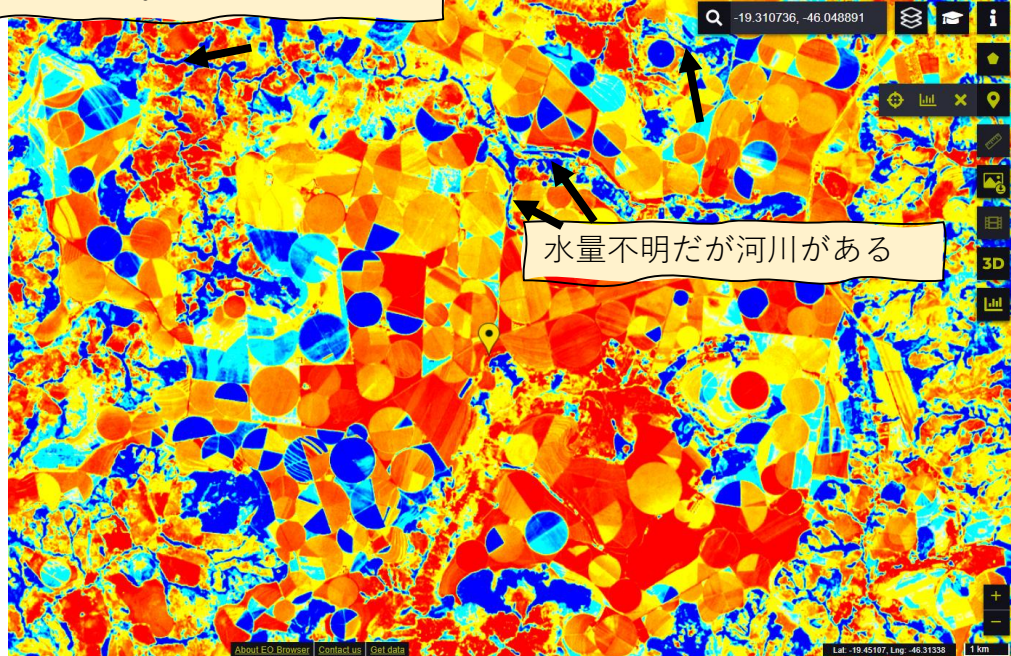 -19.310736, -46.048891
水量不明だが河川がある
3D
About EO Browser
Contact us
Get data
Lat: -19.45107, Lng: -46.31338
1 km